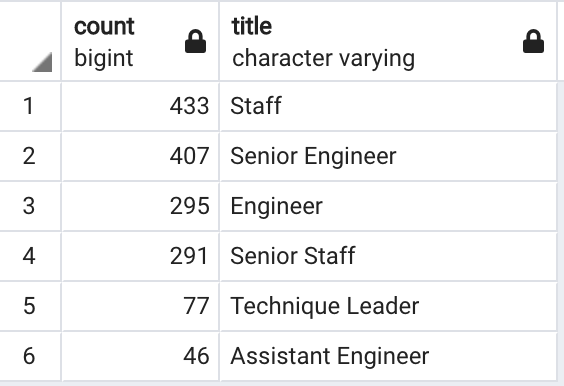 count title
bigint character varying
1 433 Staff
2 407 Senior Engineer
3 295 Engineer
4 291 Senior Staff
5 77 Technique Leader
6 46 Assistant Engineer